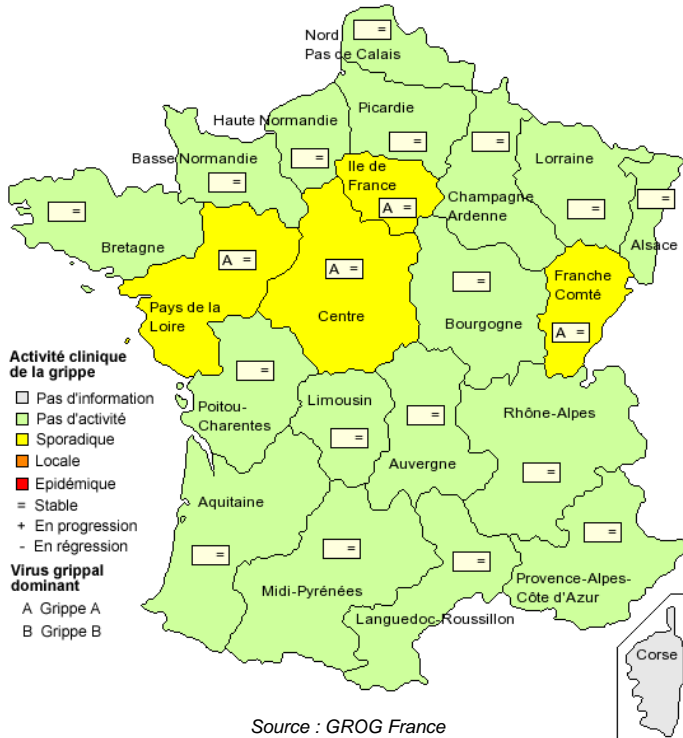 Nord
Pas de Calais
=
Picardie
=
Haute Normandie
=
Basse Normandie
=
Ile de
France
A =
Champagne
Ardenne
=
Lorraine
=
Alsace
=
Bretagne
=
Pays de la
Loire
A =
Centre
A =
Bourgogne
=
Franche
Comté
A =
Poitou-
Charentes
=
Limousin
=
Auvergne
=
Rhône-Alpes
=
Aquitaine
=
Midi-Pyrénées
=
Languedoc-Roussillon
=
Provence-Alpes-
Côte d'Azur
=
Corse
Activité clinique
de la grippe
Pas d'information
Pas d'activité
Sporadique
Locale
Epidémique
= Stable
+ En progression
- En régression
Virus grippal
dominant
A Grippe A
B Grippe B
Source : GROG France